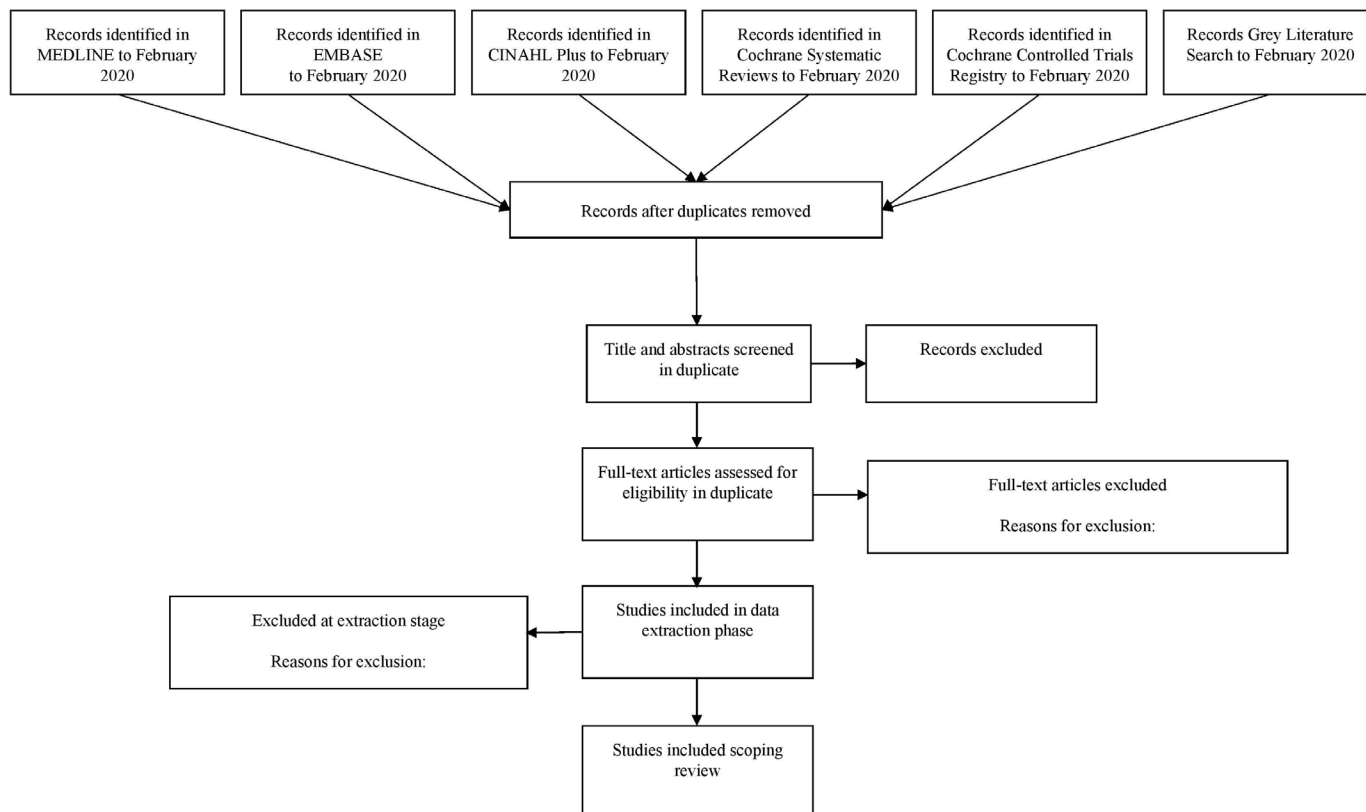 Records identified in
MEDLINE to February
2020
Records identified in
EMBASE
to February 2020
Records identified in
CINAHL Plus to February
2020
Records identified in
Cochrane Systematic
Reviews to February 2020
Records identified in
Cochrane Controlled Trials
Registry to February 2020
Records Grey Literature
Search to February 2020
Records after duplicates removed
Title and abstracts screened
in duplicate
Records excluded
Full-text articles assessed for
eligibility in duplicate
Full-text articles excluded
Reasons for exclusion:
Studies included in data
extraction phase
Excluded at extraction stage
Reasons for exclusion:
Studies included scoping
review